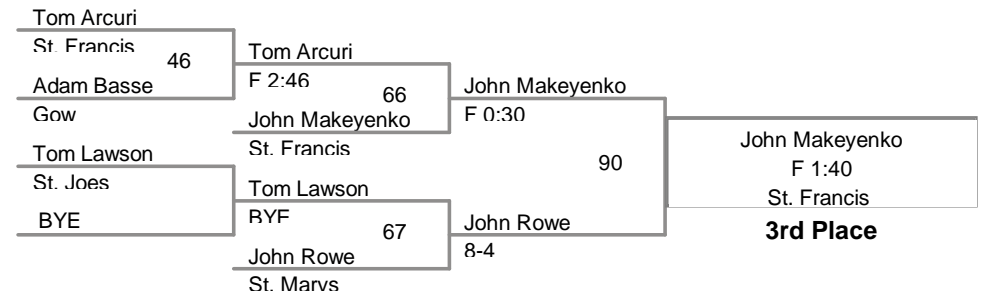 Tom Arcuri
St. Francis
46
Adam Basse
Gow
Tom Lawson
St. Joes
BYE
Tom Arcuri
F 2:46
66
John Makeyenko
St. Francis
Tom Lawson
BYE
67
John Rowe
St. Marys
John Makeyenko
F 0:30
90
John Rowe
8-4
John Makeyenko
F 1:40
St. Francis
3rd Place